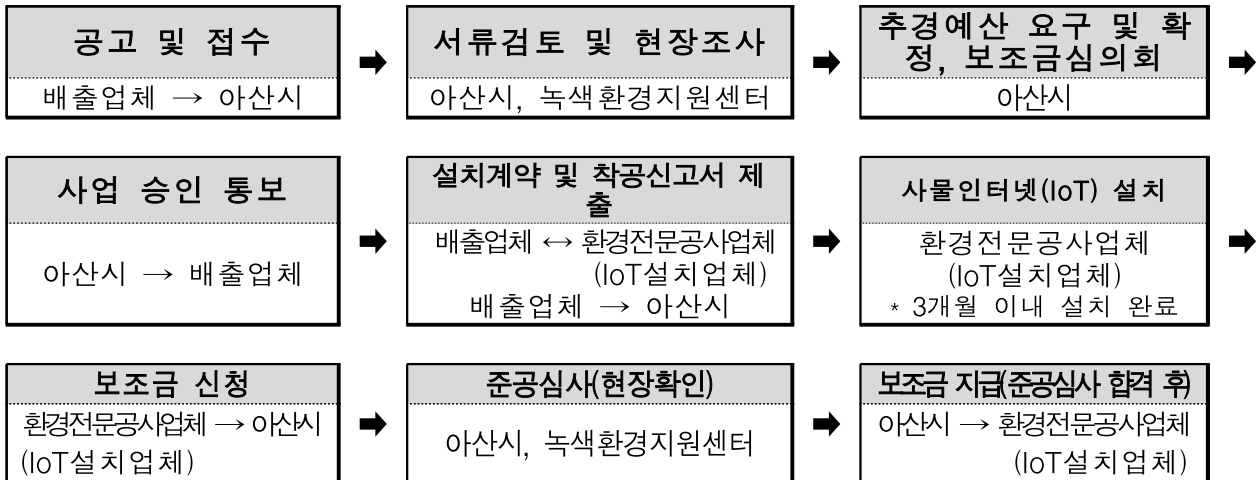 공고 및 접수
배출업체 → 아산시
➡
서류검토 및 현장조사
아산시, 녹색환경지원센터
➡
추경예산 요구 및 확
정, 보조금심의회
아산시
➡
사업 승인 통보
아산시 → 배출업체
➡
설치계약 및 착공신고서 제
출
배출업체 ↔ 환경전문공사업체
(IoT설치업체)
배출업체 → 아산시
➡
사물인터넷(IoT) 설치
환경전문공사업체
(IoT설치업체)
* 3개월 이내 설치 완료
➡
보조금 신청
환경전문공사업체 → 아산시
(IoT설치업체)
➡
준공심사(현장확인)
아산시, 녹색환경지원센터
➡
보조금 지급(준공심사 합격 후)
아산시 → 환경전문공사업체
(IoT설치업체)